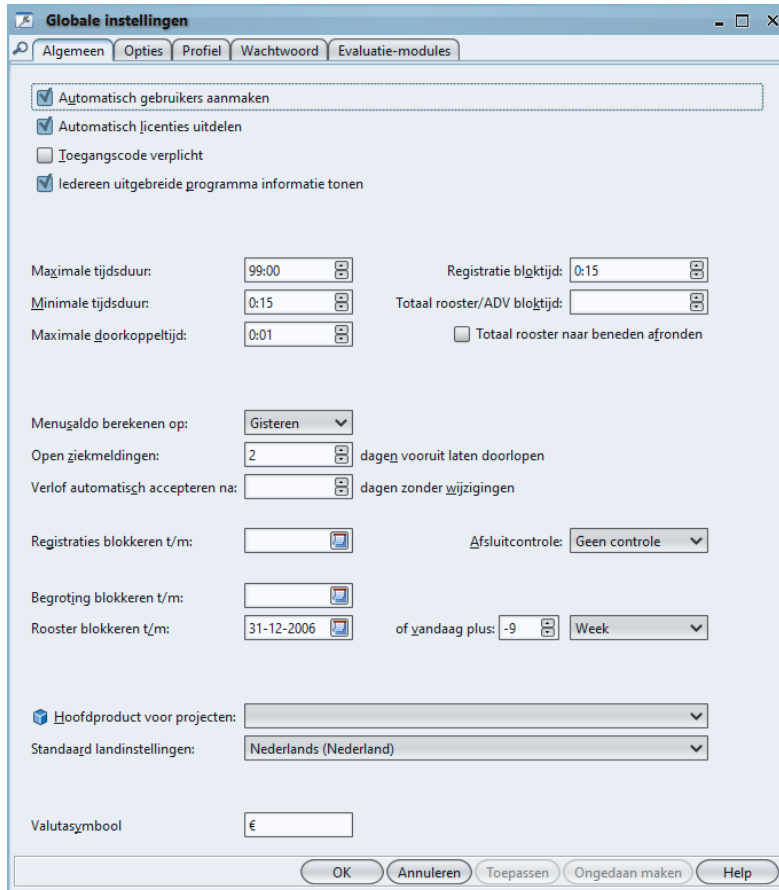 Globale instellingen
Algemeen Opties Profiel Wachtwoord Evaluatie-modules
Automatisch gebruikers aanmaken
Automatisch licenties uitdelen
Toegangscode verplicht
Iedereen uitgebreide programma informatie tonen
Maximale tijdsduur: 99:00 Registratie bloktijd: 0:15
Minimale tijdsduur: 0:15 Totaal rooster/ADV bloktijd:
Maximale doorkoppeltijd: 0:01 Totaal rooster naar beneden afronden
Menusaldo berekenen op: Gisteren
Open ziekmeldingen: 2 dagen vooruit laten doorlopen
Verlof automatisch accepteren na: dagen zonder wijzigingen
Registraties blokkeren t/m: Afsluitcontrole: Geen controle
Begroting blokkeren t/m:
Rooster blokkeren t/m: 31-12-2006 of vandaag plus: -9 Week
Hoofdproduct voor projecten:
Standaard landinstellingen: Nederlands (Nederland)
Valutasymbool €
OK Annuleren Toepassen Ongedaan maken Help